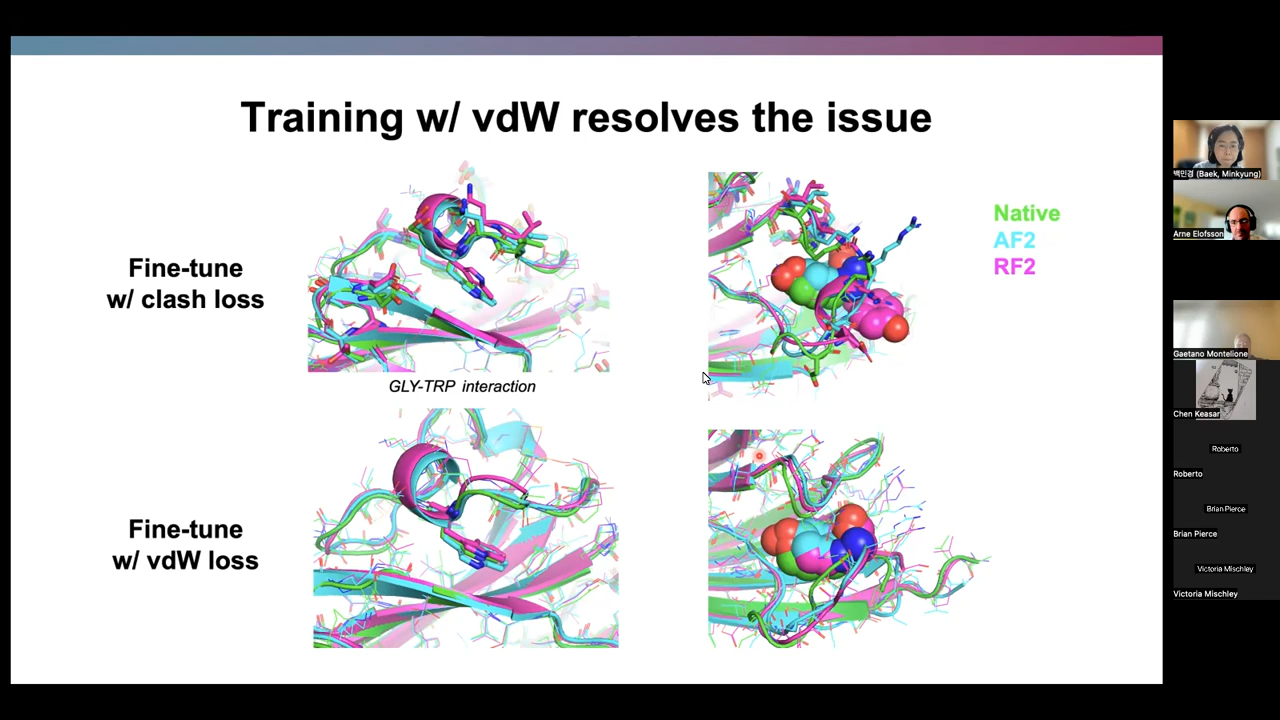 Training w/ vdW resolves the issue
Fine-tune
w/ clash loss
GLY-TRP interaction
Native
AF2
RF2
Fine-tune
w/ vdW loss
백민경 (Baek, Minkyung)
Arne Elofsson
Gaetano Montelione
Chen Keasar
Roberto
Roberto
Brian Pierce
Brian Pierce
Victoria Mischley
Victoria Mischley